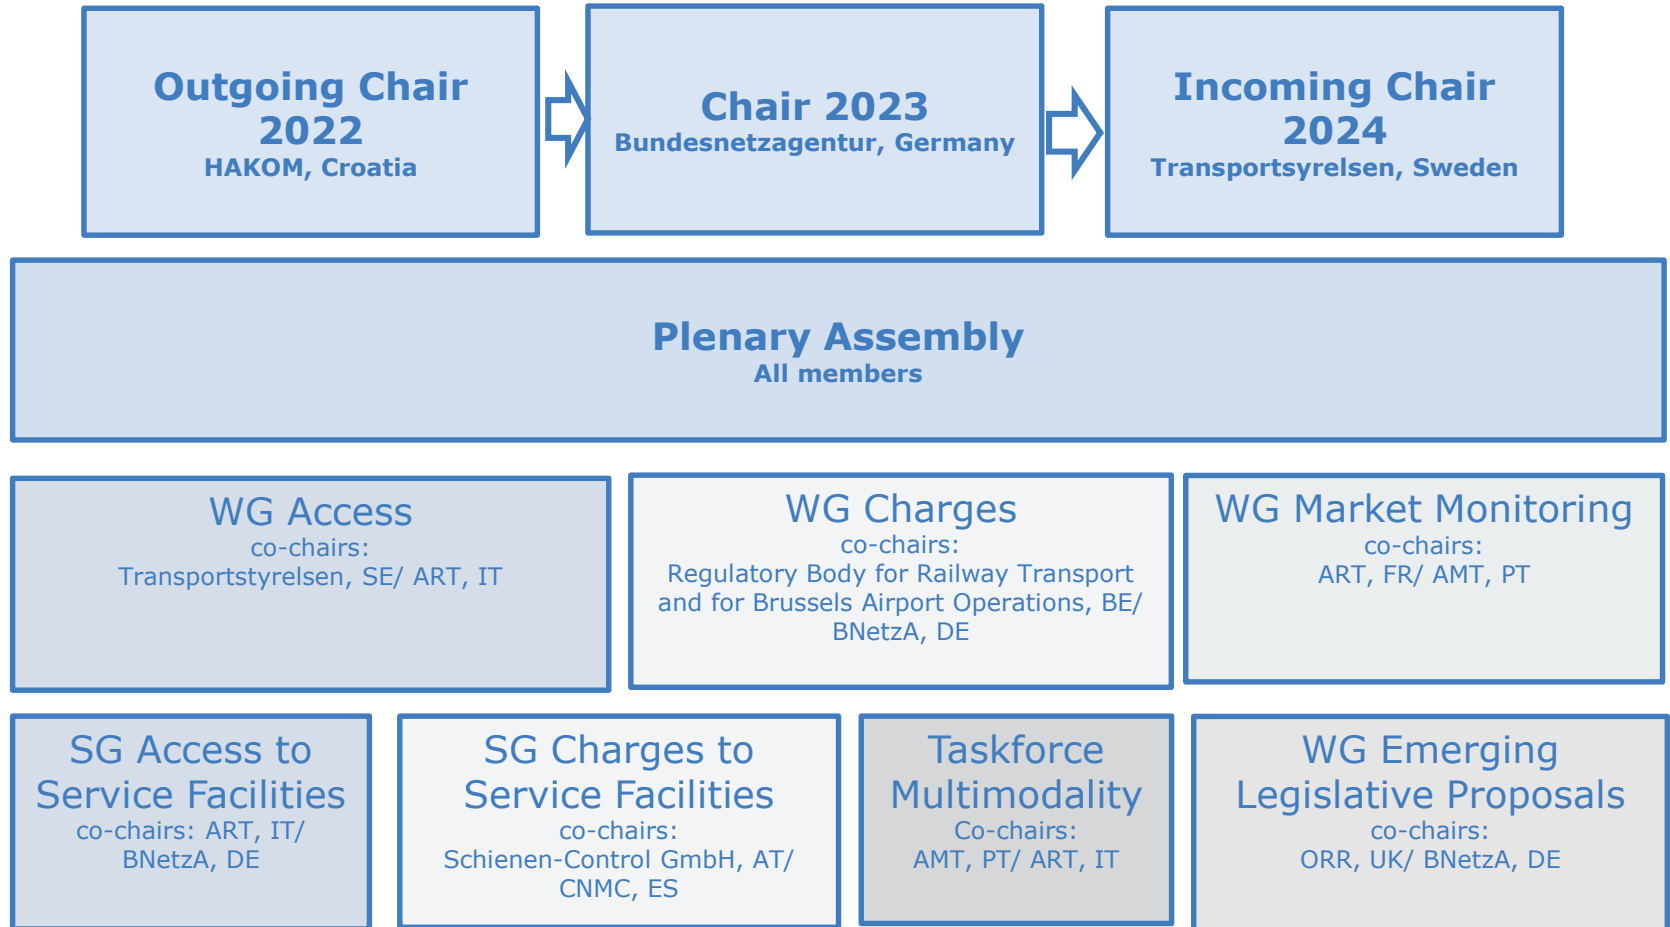 Outgoing Chair
2022
HAKOM, Croatia
Chair 2023
Bundesnetzagentur, Germany
Incoming Chair
2024
Transportsyrelsen, Sweden
Plenary Assembly
All members
WG Access
co-chairs:
Transportstyrelsen, SE/ ART, IT
WG Charges
co-chairs:
Regulatory Body for Railway Transport
and for Brussels Airport Operations, BE/
BNetzA, DE
WG Market Monitoring
co-chairs:
ART, FR/ AMT, PT
SG Access to
Service Facilities
co-chairs: ART, IT/
BNetzA, DE
SG Charges to
Service Facilities
co-chairs:
Schienen-Control GmbH, AT/
CNMC, ES
Taskforce
Multimodality
Co-chairs:
AMT, PT/ ART, IT
WG Emerging
Legislative Proposals
co-chairs:
ORR, UK/ BNetzA, DE